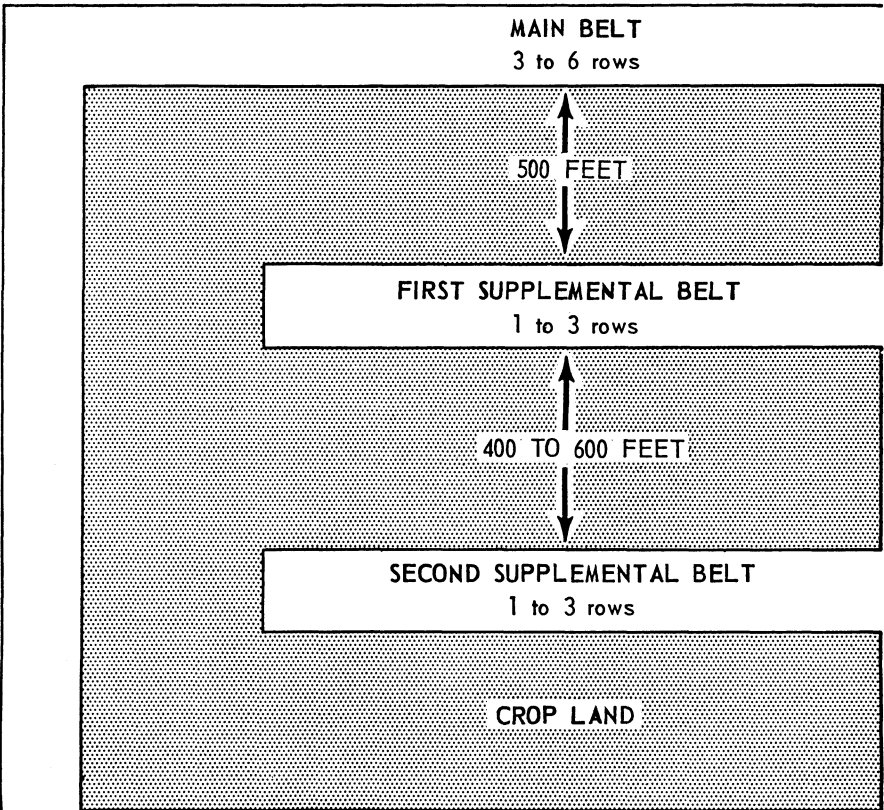 MAIN BELT
3 to 6 rows
500 FEET
FIRST SUPPLEMENTAL BELT
1 to 3 rows
400 TO 600 FEET
SECOND SUPPLEMENTAL BELT
1 to 3 rows
CROP LAND